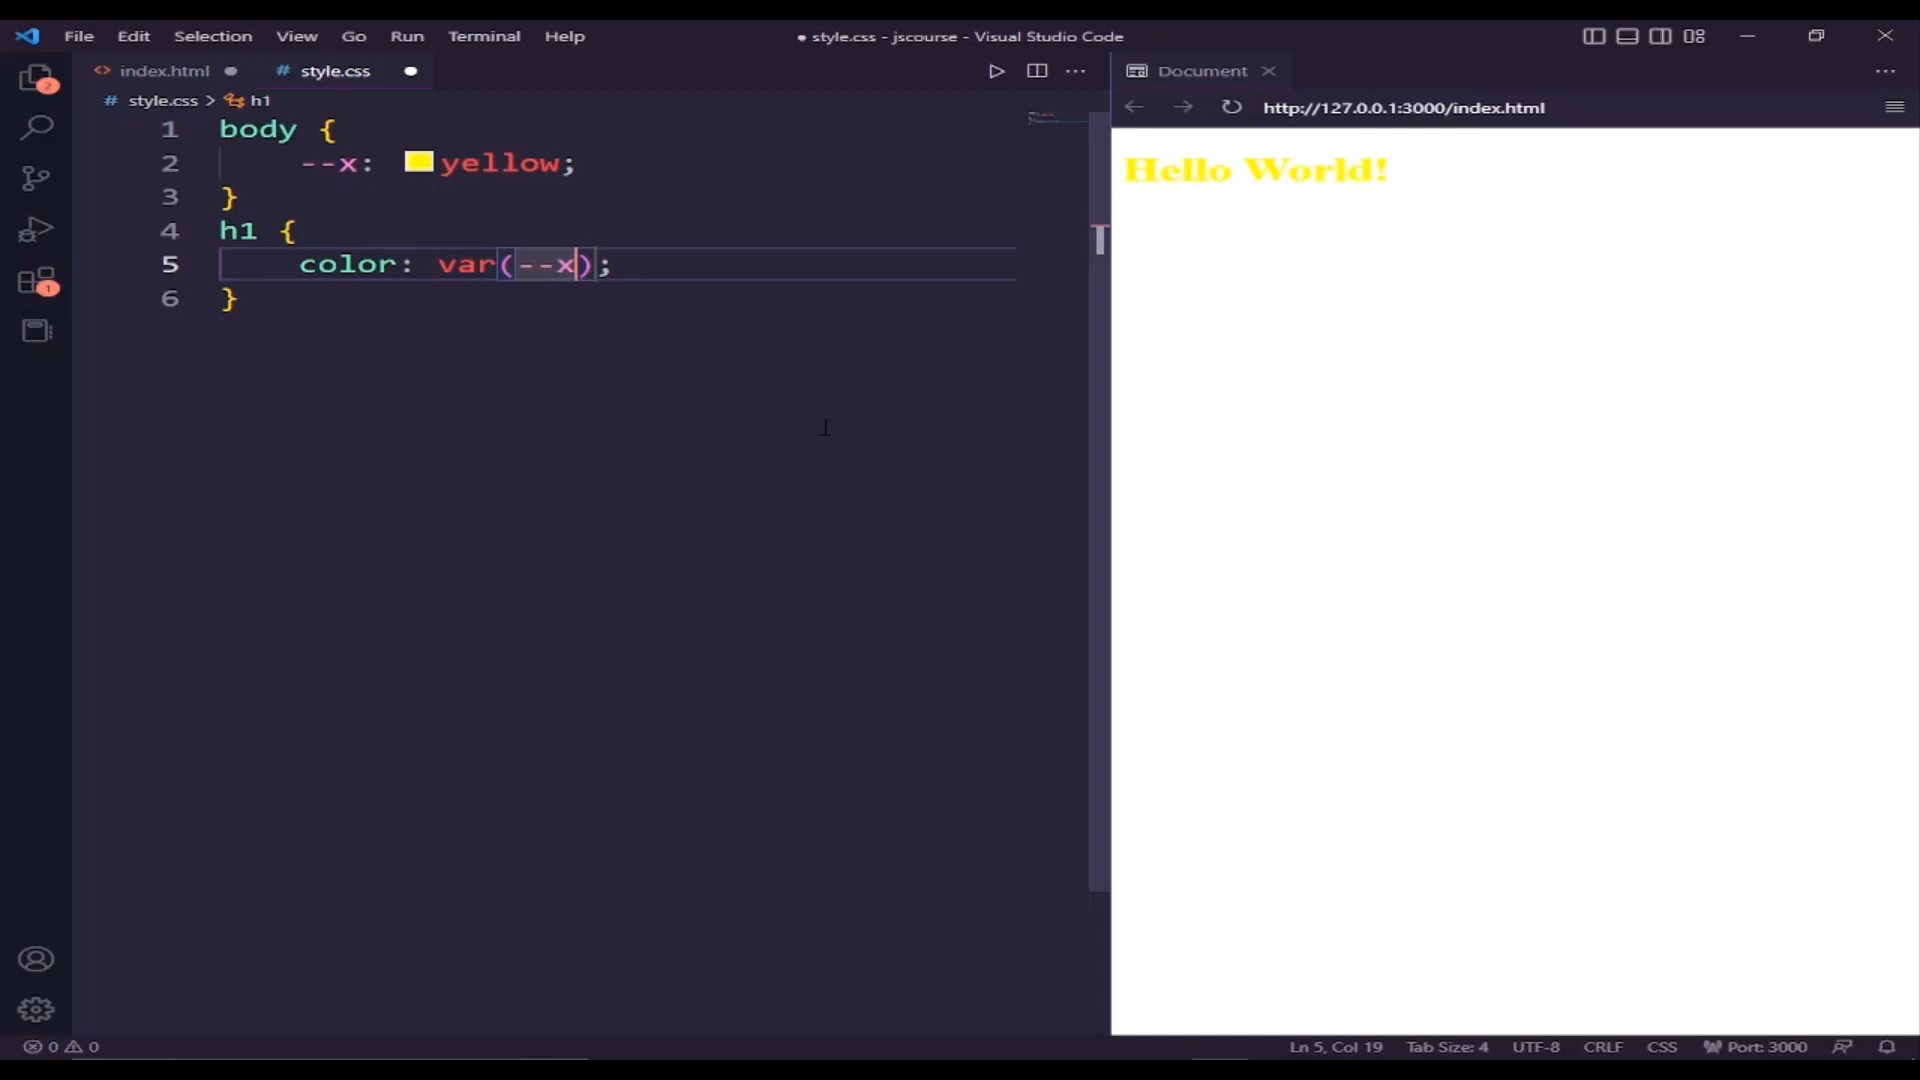 File Edit Selection View Go Run Terminal Help
● style.css - jscourse - Visual Studio Code
2
1
<> index.html ●
# style.css ●
# style.css > h1
1 body {
2 --x: yellow;
3 }
4 h1 {
5 color: var(--x);
6 }
Document
http://127.0.0.1:3000/index.html
Hello World!
0 0
Ln 5, Col 19 Tab Size: 4 UTF-8 CRLF CSS Port: 3000